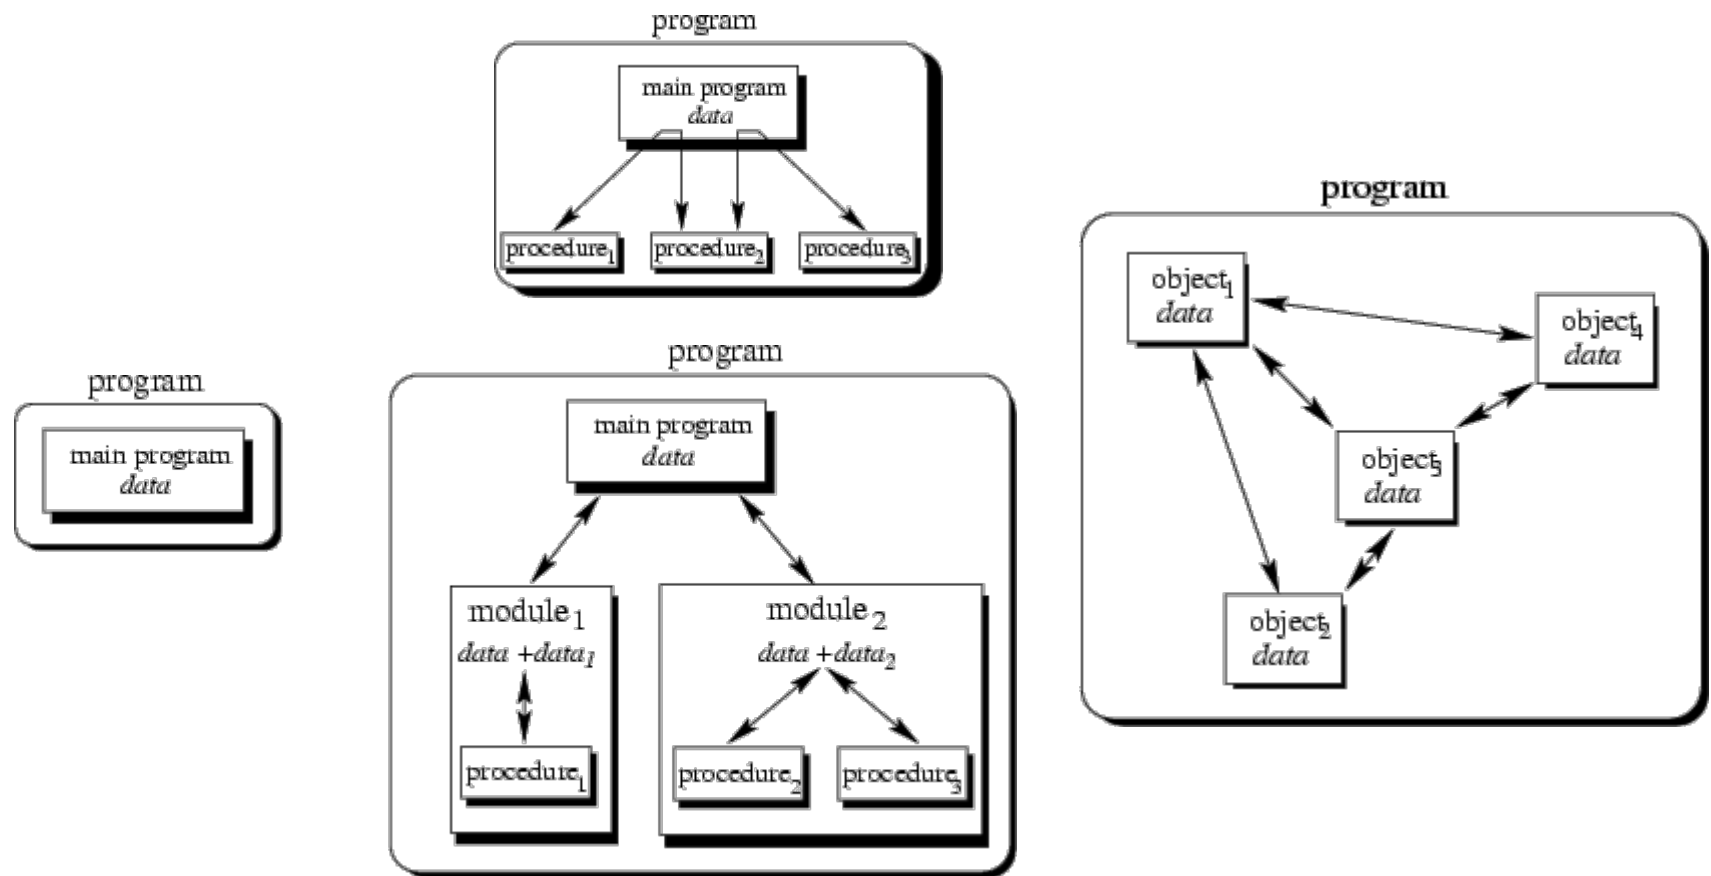 program
main program
data
program
main program
data
procedure₁
procedure₂
procedure₃
program
main program
data
module₁
data +data₁
procedure₁
module₂
data +data₂
procedure₂
procedure₃
program
object₁
data
object₄
data
object₃
data
object₂
data